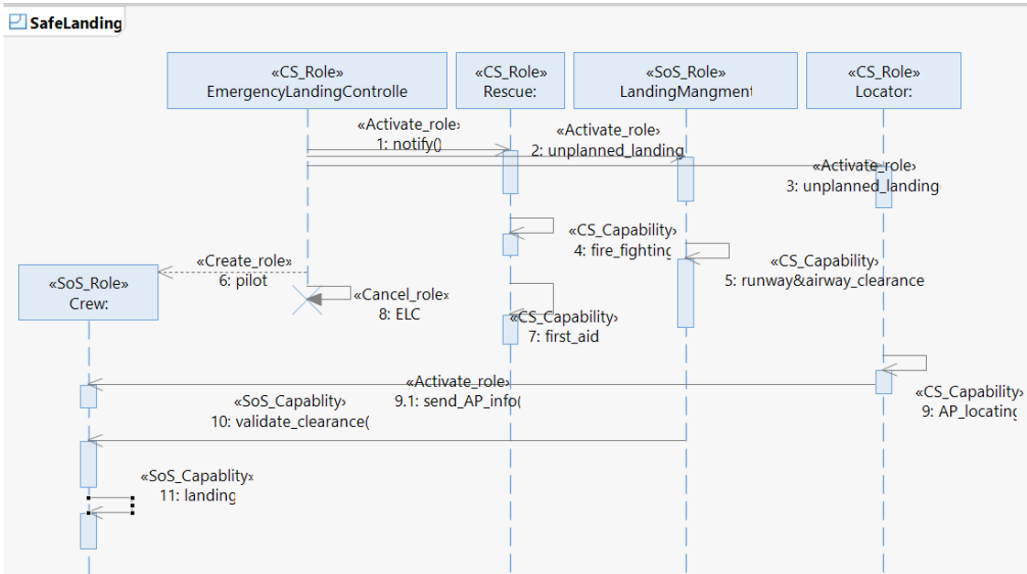 SafeLanding
«CS_Role»
EmergencyLandingControlle
«CS_Role»
Rescue:
«SoS_Role»
LandingMangment
«CS_Role»
Locator:
«Activate_role»
1: notify()
«Activate_role»
2: unplanned_landing
«Activate_role»
3: unplanned_landing(
«CS_Capability»
4: fire_fighting
«CS_Capability»
5: runway&airway_clearance
«Create_role»
6: pilot
«SoS_Role»
Crew:
«Cancel_role»
8: ELC
«CS_Capability»
7: first_aid
«Activate_role»
9.1: send_AP_info(
«CS_Capability»
9: AP_locating
«SoS_Capablity»
10: validate_clearance(
«SoS_Capablity»
11: landing